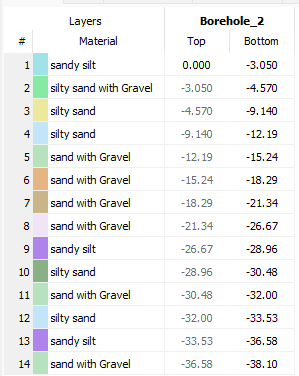 Layers Borehole_2
# Material Top Bottom
1 sandy silt 0.000 -3.050
2 silty sand with Gravel -3.050 -4.570
3 silty sand -4.570 -9.140
4 silty sand -9.140 -12.19
5 sand with Gravel -12.19 -15.24
6 sand with Gravel -15.24 -18.29
7 sand with Gravel -18.29 -21.34
8 sand with Gravel -21.34 -26.67
9 sandy silt -26.67 -28.96
10 silty sand -28.96 -30.48
11 sand with Gravel -30.48 -32.00
12 silty sand -32.00 -33.53
13 sandy silt -33.53 -36.58
14 sand with Gravel -36.58 -38.10